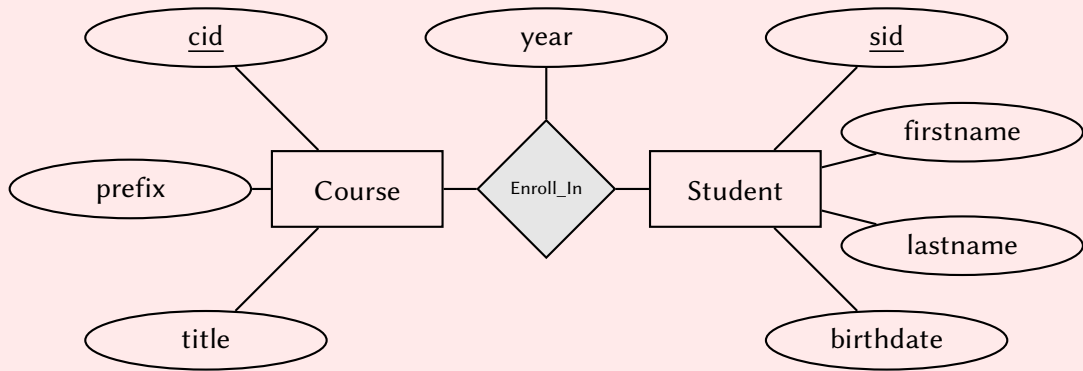 cid
year
sid
firstname
prefix
Course
Enroll_In
Student
lastname
title
birthdate